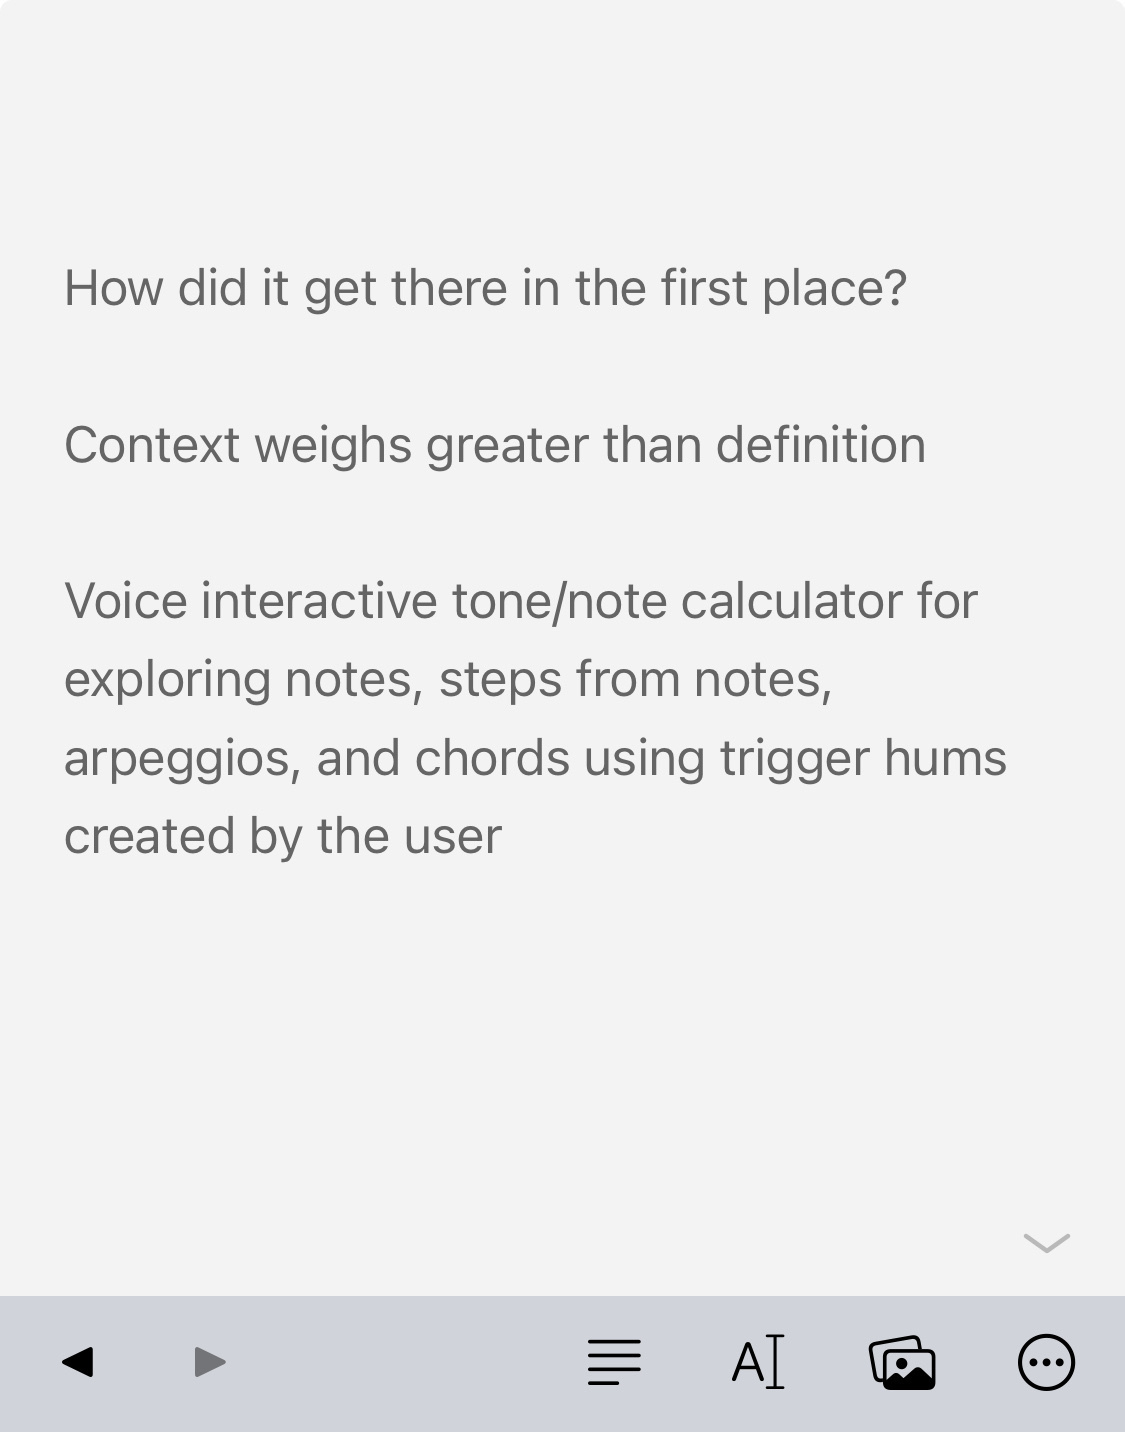 How did it get there in the first place?
Context weighs greater than definition
Voice interactive tone/note calculator for
exploring notes, steps from notes,
arpeggios, and chords using trigger hums
created by the user